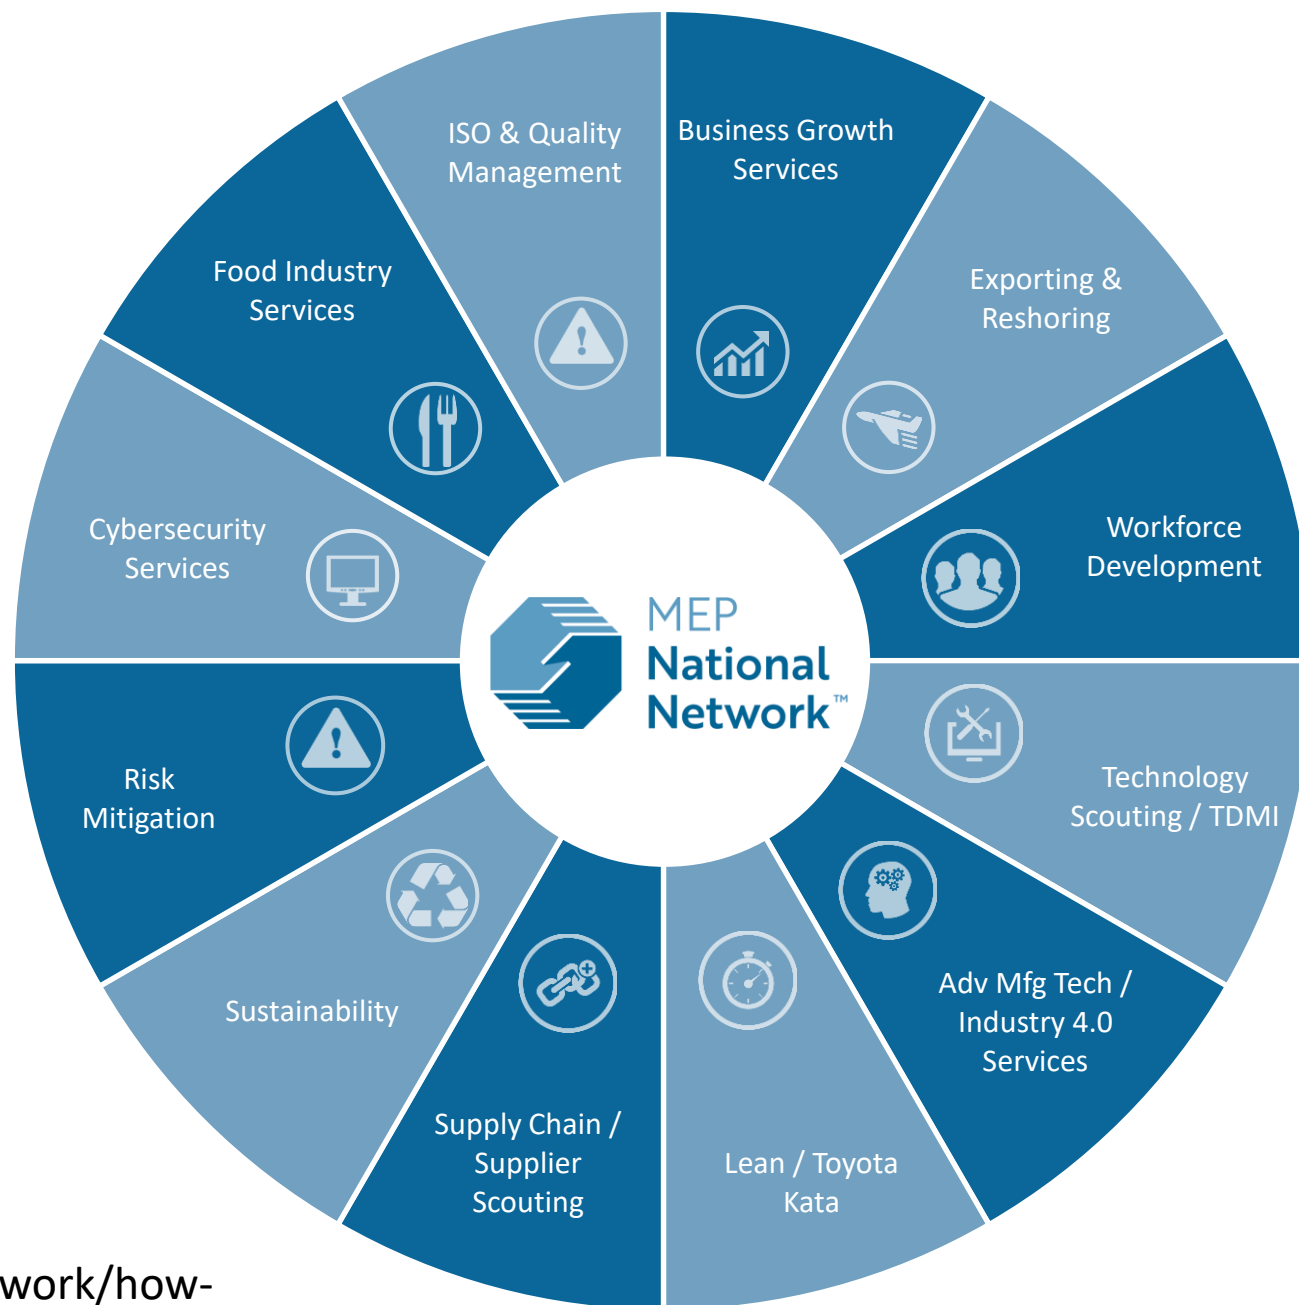 ISO & Quality
Management
Business Growth
Services
Exporting &
Reshoring
Workforce
Development
Technology
Scouting / TDMI
Adv Mfg Tech /
Industry 4.0
Services
Lean / Toyota
Kata
Supply Chain /
Supplier
Scouting
Sustainability
Risk
Mitigation
Cybersecurity
Services
Food Industry
Services
MEP
National
Network™
work/how-